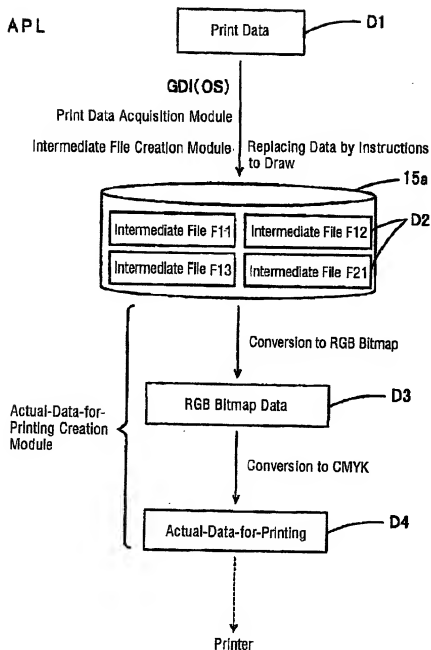 APL
Print Data
D1
GDI(OS)
Print Data Acquisition Module
Intermediate File Creation Module
Replacing Data by Instructions
to Draw
15a
Intermediate File F11
Intermediate File F12
D2
Intermediate File F13
Intermediate File F21
Conversion to RGB Bitmap
Actual-Data-for-
Printing Creation
Module
RGB Bitmap Data
D3
Conversion to CMYK
Actual-Data-for-Printing
D4
Printer